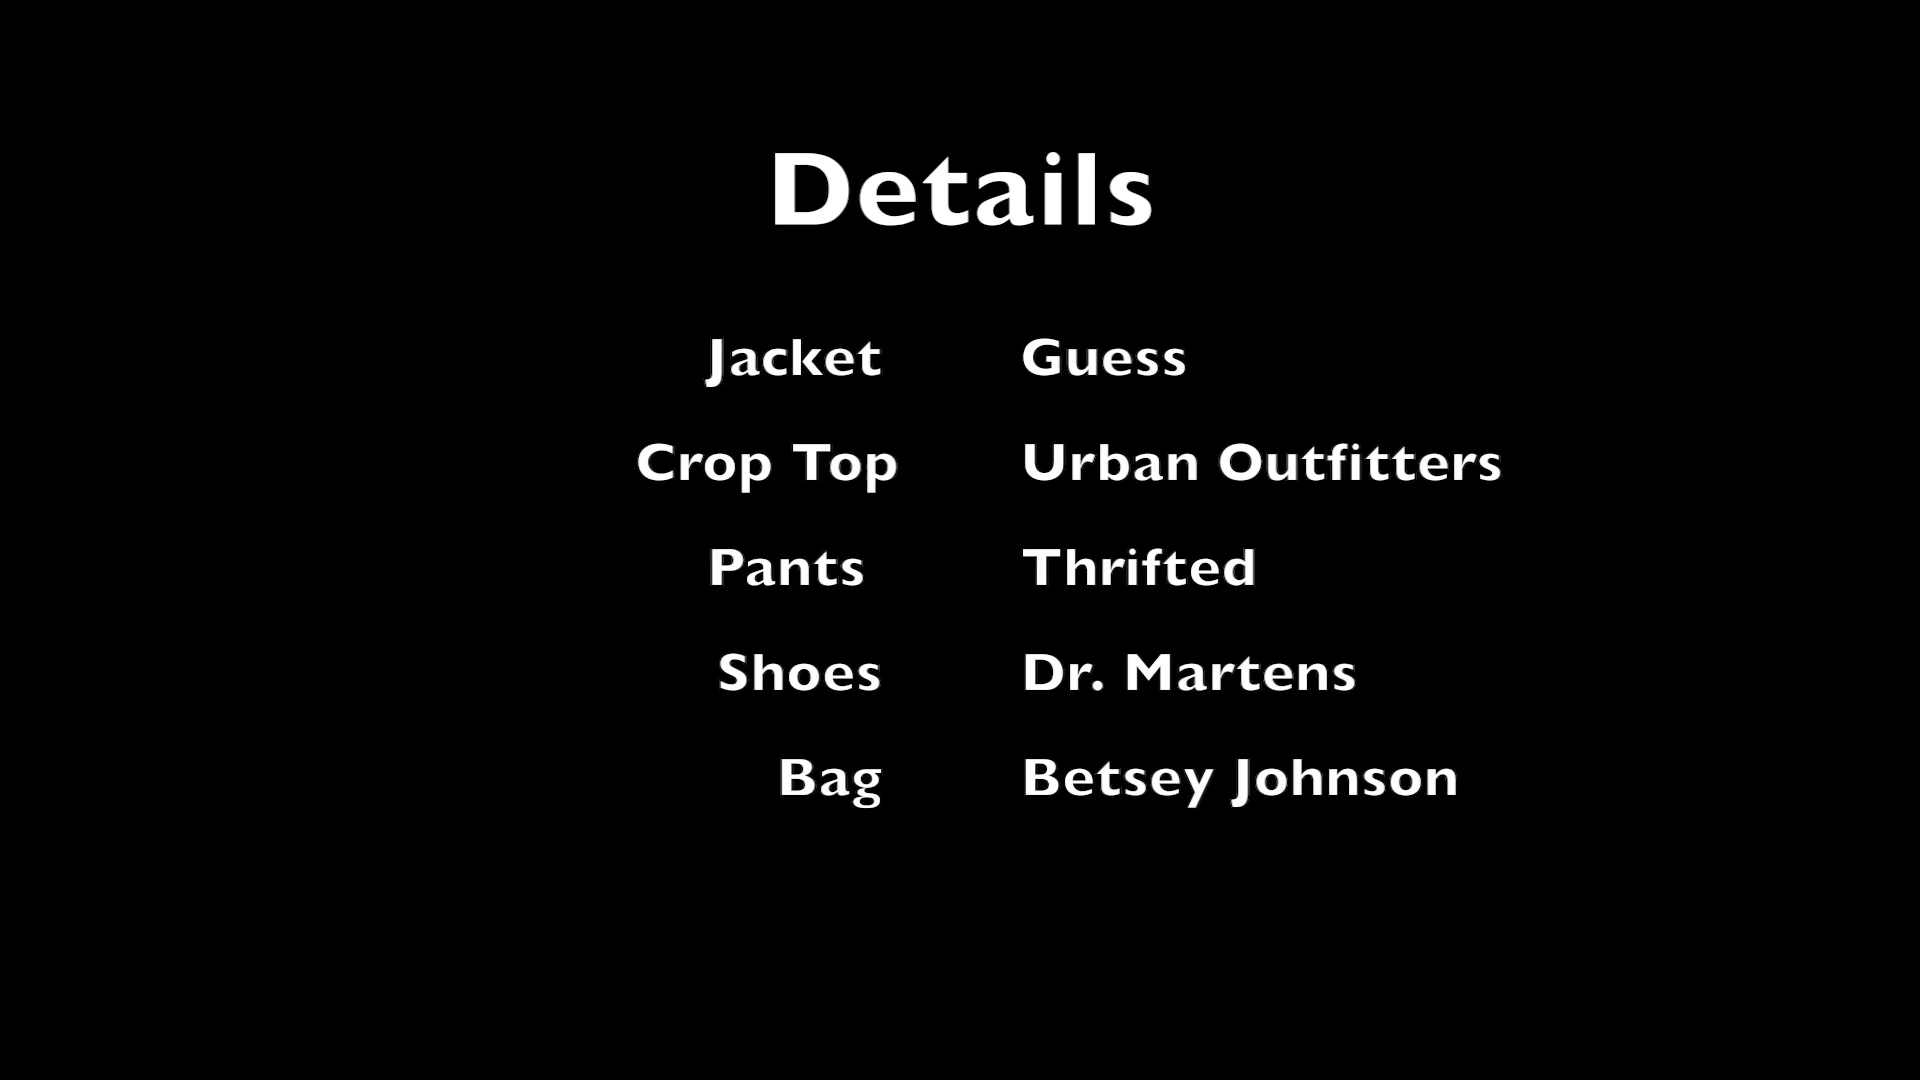 Details
Jacket Guess
Crop Top Urban Outfitters
Pants Thrifted
Shoes Dr. Martens
Bag Betsey Johnson